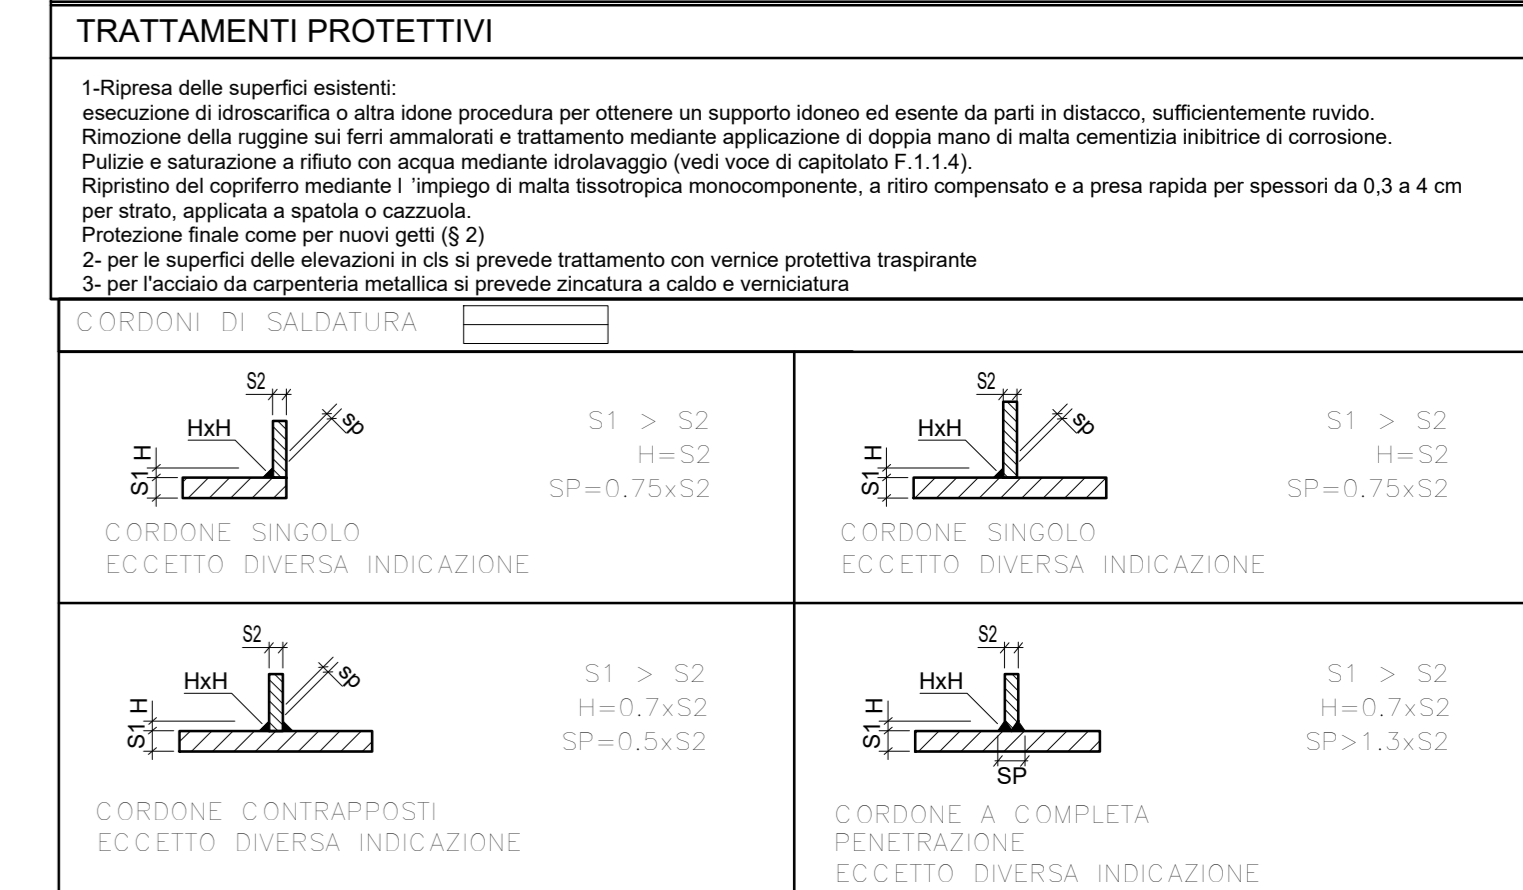 TRATTAMENTI PROTETTIVI
1-Ripresa delle superfici esistenti:
esecuzione di idroscarifica o altra idone procedura per ottenere un supporto idoneo ed esente da parti in distacco, sufficientemente ruvido.
Rimozione della ruggine sui ferri ammalorati e trattamento mediante applicazione di doppia mano di malta cementizia inibitrice di corrosione.
Pulizie e saturazione a rifiuto con acqua mediante idrolavaggio (vedi voce di capitolato F.1.1.4).
Ripristino del copriferro mediante l ’impiego di malta tissotropica monocomponente, a ritiro compensato e a presa rapida per spessori da 0,3 a 4 cm
per strato, applicata a spatola o cazzuola.
Protezione finale come per nuovi getti (§ 2)
2- per le superfici delle elevazioni in cls si prevede trattamento con vernice protettiva traspirante
3- per l'acciaio da carpenteria metallica si prevede zincatura a caldo e verniciatura
CORDONI DI SALDATURA
S2
HxH
sp
H
S1
S1 > S2
H=S2
SP=0.75xS2
CORDONE SINGOLO
ECCETTO DIVERSA INDICAZIONE
S2
HxH
sp
H
S1
S1 > S2
H=S2
SP=0.75xS2
CORDONE SINGOLO
ECCETTO DIVERSA INDICAZIONE
S2
HxH
sp
H
S1
S1 > S2
H=0.7xS2
SP=0.5xS2
CORDONE CONTRAPPOSTI
ECCETTO DIVERSA INDICAZIONE
S2
HxH
H
S1
SP
S1 > S2
H=0.7xS2
SP>1.3xS2
CORDONE A COMPLETA
PENETRAZIONE
ECCETTO DIVERSA INDICAZIONE